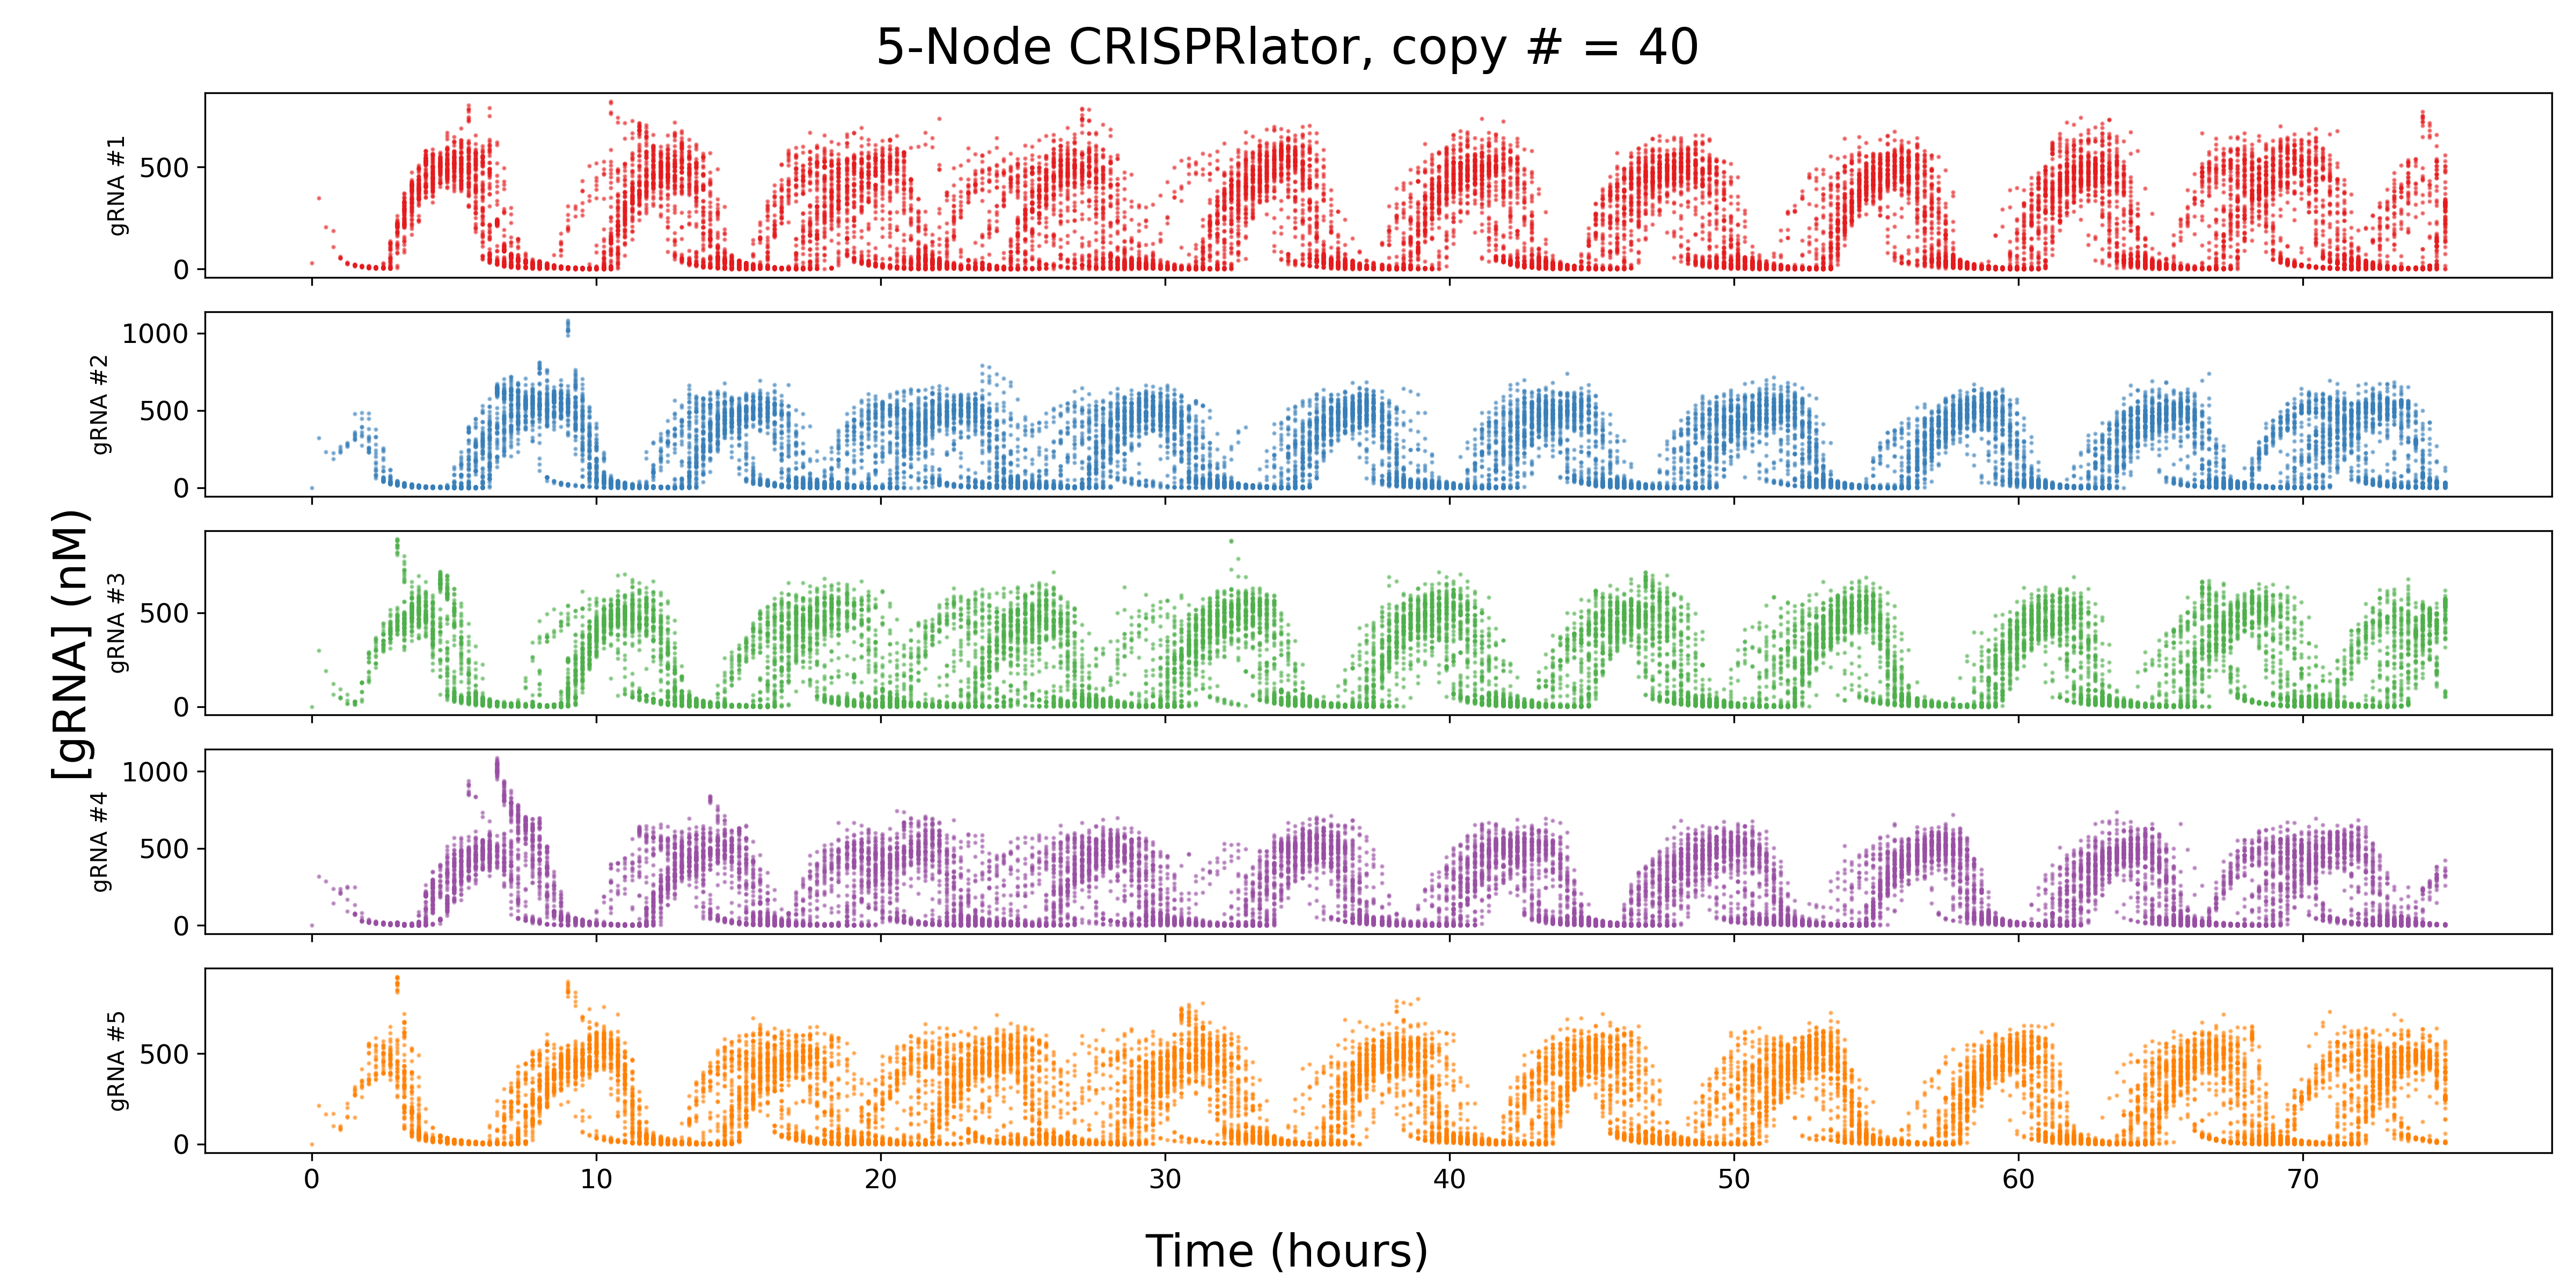 5-Node CRISPRlator, copy # = 40
gRNA #1
500
0
gRNA #2
1000
500
0
gRNA #3
500
0
gRNA #4
1000
500
0
gRNA #5
500
0
[gRNA] (nM)
0 10 20 30 40 50 60 70
Time (hours)